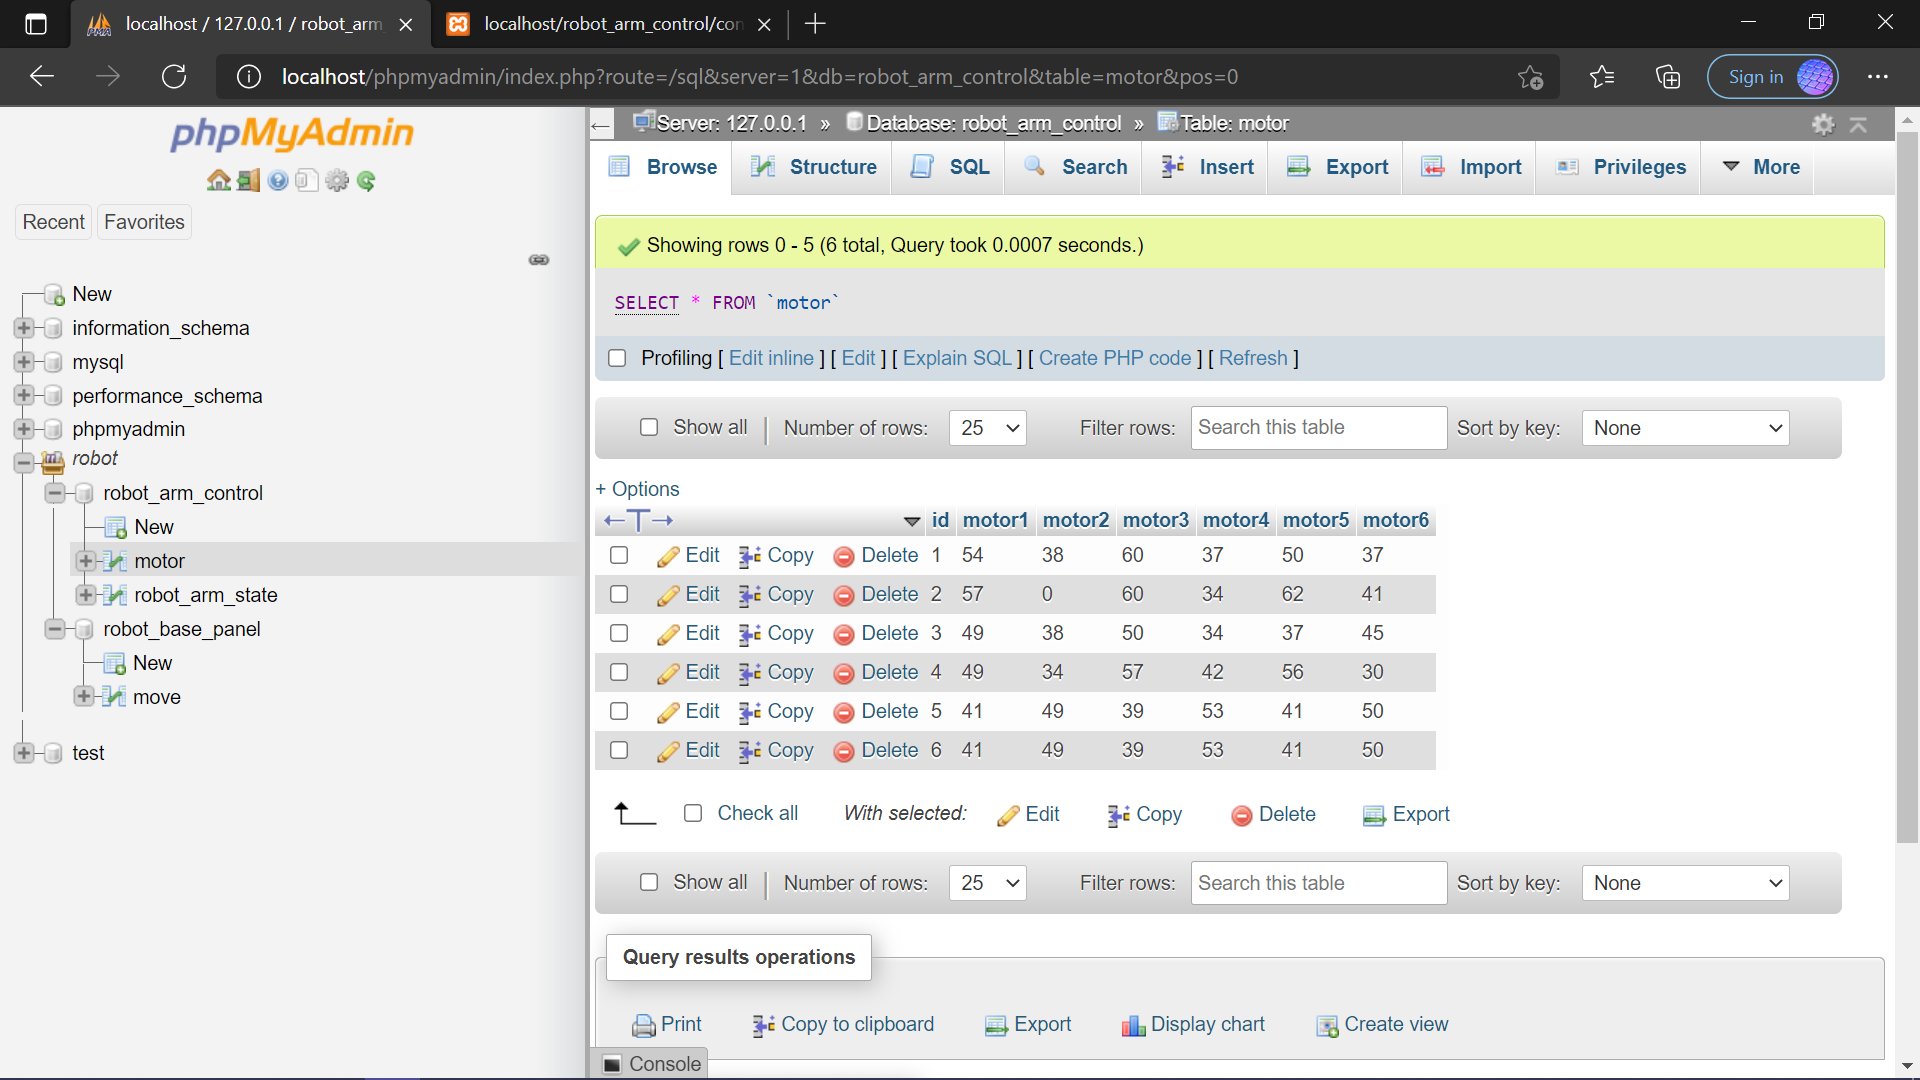 localhost / 127.0.0.1 / robot_arm
localhost/robot_arm_control/con
localhost/phpmyadmin/index.php?route=/sql&server=1&db=robot_arm_control&table=motor&pos=0
Sign in
phpMyAdmin
Recent
Favorites
New
information_schema
mysql
performance_schema
phpmyadmin
robot
robot_arm_control
New
motor
robot_arm_state
robot_base_panel
New
move
test
Server: 127.0.0.1 » Database: robot_arm_control » Table: motor
Browse Structure SQL Search Insert Export Import Privileges More
Showing rows 0 - 5 (6 total, Query took 0.0007 seconds.)
SELECT * FROM `motor`
Profiling [ Edit inline ] [ Edit ] [ Explain SQL ] [ Create PHP code ] [ Refresh ]
Show all | Number of rows: 25 Filter rows: Search this table Sort by key: None
+ Options
←T→ id motor1 motor2 motor3 motor4 motor5 motor6
Edit Copy Delete 1 54 38 60 37 50 37
Edit Copy Delete 2 57 0 60 34 62 41
Edit Copy Delete 3 49 38 50 34 37 45
Edit Copy Delete 4 49 34 57 42 56 30
Edit Copy Delete 5 41 49 39 53 41 50
Edit Copy Delete 6 41 49 39 53 41 50
Check all With selected: Edit Copy Delete Export
Show all | Number of rows: 25 Filter rows: Search this table Sort by key: None
Query results operations
Print Copy to clipboard Export Display chart Create view
Console